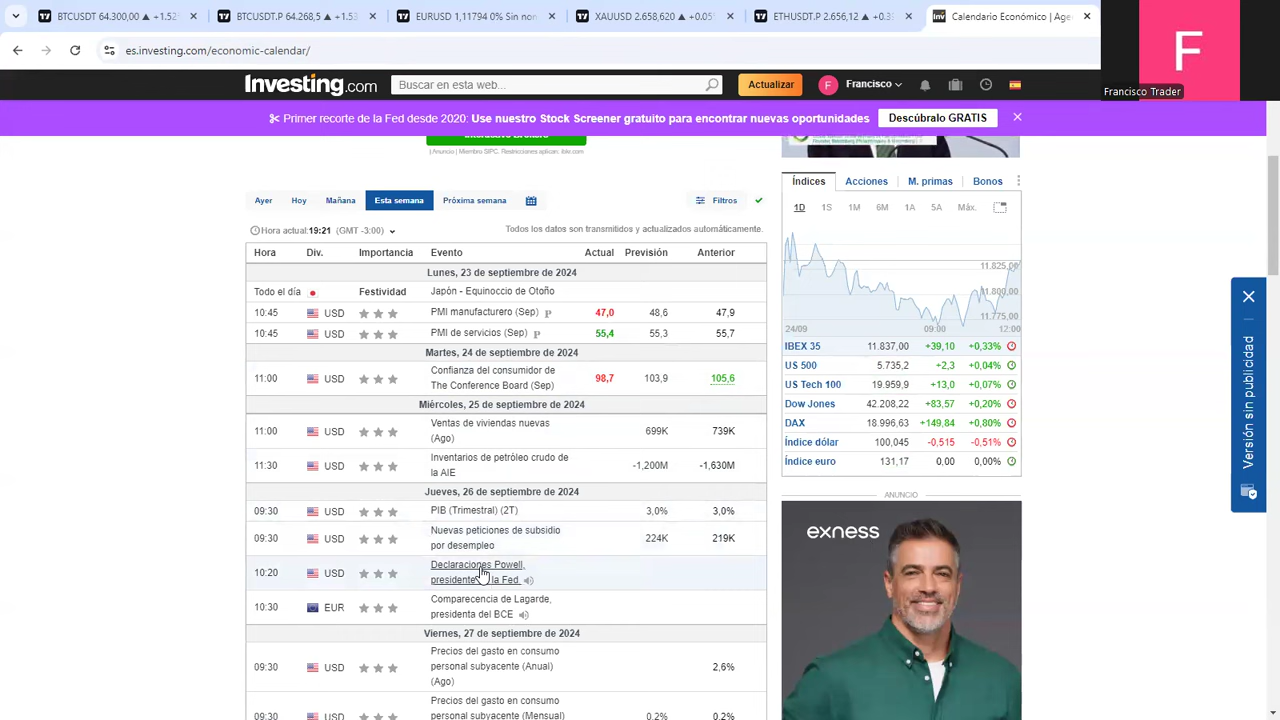 BTCUSDT 64.300,00 ▲ +1.52
BTCUSDT.P 64.268,5 ▲ +1.53
EURUSD 1,11794 0% Sin non
XAUUSD 2.658,620 ▲ +0.05
ETHUSDT.P 2.656,12 ▲ +0.3
Calendario Económico | Age
es.investing.com/economic-calendar/
F
Francisco Trader
Investing.com
Buscar en esta web...
Actualizar
F Francisco
Primer recorte de la Fed desde 2020: Use nuestro Stock Screener gratuito para encontrar nuevas oportunidades
Descúbralo GRATIS
| Anuncio | Miembro SIPC. Restricciones aplican. ibkr.com
Ayer Hoy Mañana Esta semana Próxima semana Filtros
Hora actual:19:21 (GMT -3:00)
Todos los datos son transmitidos y actualizados automáticamente.
Hora Div. Importancia Evento Actual Previsión Anterior
Lunes, 23 de septiembre de 2024
Todo el día Festividad Japón - Equinoccio de Otoño
10:45 USD PMI manufacturero (Sep) P 47,0 48,6 47,9
10:45 USD PMI de servicios (Sep) P 55,4 55,3 55,7
Martes, 24 de septiembre de 2024
11:00 USD Confianza del consumidor de
The Conference Board (Sep) 98,7 103,9 105,6
Miércoles, 25 de septiembre de 2024
11:00 USD Ventas de viviendas nuevas
(Ago) 699K 739K
11:30 USD Inventarios de petróleo crudo de
la AIE -1,200M -1,630M
Jueves, 26 de septiembre de 2024
09:30 USD PIB (Trimestral) (2T) 3,0% 3,0%
09:30 USD Nuevas peticiones de subsidio
por desempleo 224K 219K
10:20 USD Declaraciones Powell,
presidente la Fed.
10:30 EUR Comparecencia de Lagarde,
presidenta del BCE
Viernes, 27 de septiembre de 2024
09:30 USD Precios del gasto en consumo
personal subyacente (Anual)
(Ago) 2,6%
09:30 USD Precios del gasto en consumo
personal subyacente (Mensual) 0,2% 0,2%
Índices Acciones M. primas Bonos
1D 1S 1M 6M 1A 5A Máx.
11.825,00
11.800,00
11.775,00
24/09 09:00 12:00
IBEX 35 11.837,00 +39,10 +0,33%
US 500 5.735,2 +2,3 +0,04%
US Tech 100 19.959,9 +13,0 +0,07%
Dow Jones 42.208,22 +83,57 +0,20%
DAX 18.996,63 +149,84 +0,80%
Índice dólar 100,045 -0,515 -0,51%
Índice euro 131,17 0,00 0,00%
ANUNCIO
exness
Versión sin publicidad